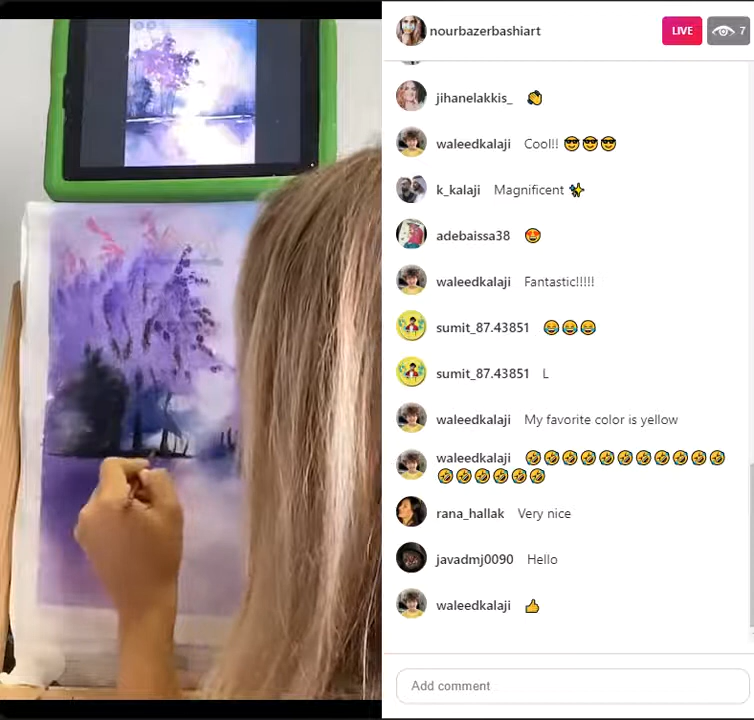 nourbazerbashiart
LIVE
7
jihanelakkis_ 👏
waleedkalaji Cool!! 😎😎😎
k_kalaji Magnificent ✨
adebaissa38 😍
waleedkalaji Fantastic!!!!!
sumit_87.43851 😂😂😂
sumit_87.43851 L
waleedkalaji My favorite color is yellow
waleedkalaji 🤣🤣🤣🤣🤣🤣🤣🤣🤣🤣🤣
🤣🤣🤣🤣🤣🤣
rana_hallak Very nice
javadmj0090 Hello
waleedkalaji 👍
Add comment